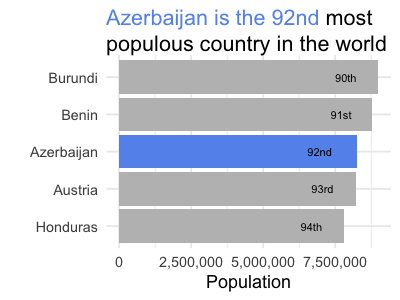 Azerbaijan is the 92nd most
populous country in the world
Burundi 90th
Benin 91st
Azerbaijan 92nd
Austria 93rd
Honduras 94th
0 2,500,000 5,000,000 7,500,000
Population